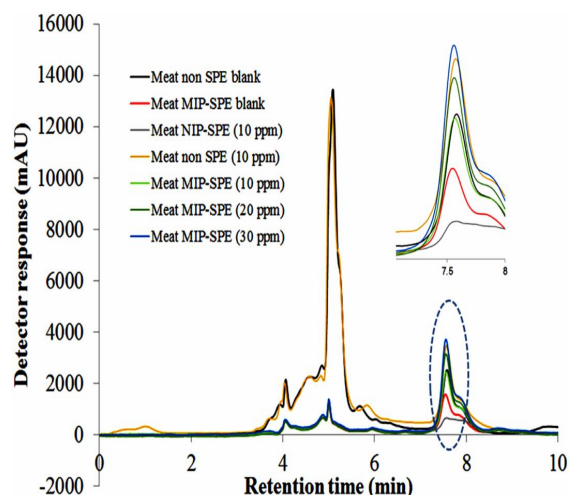 16000
14000
12000
10000
8000
6000
4000
2000
0
-2000
Detector response (mAU)
Meat non SPE blank
Meat MIP-SPE blank
Meat NIP-SPE (10 ppm)
Meat non SPE (10 ppm)
Meat MIP-SPE (10 ppm)
Meat MIP-SPE (20 ppm)
Meat MIP-SPE (30 ppm)
7.5 8
0 2 4 6 8 10
Retention time (min)